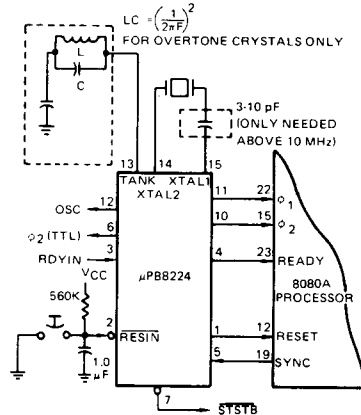 LC = (1/2πF)²
FOR OVERTONE CRYSTALS ONLY
L
C
3-10 pF
(ONLY NEEDED
ABOVE 10 MHz)
13
14
15
TANK
XTAL1
XTAL2
12
OSC
6
ϕ2 (TTL)
3
RDYIN
VCC
560K
2
RESIN
1.0
µF
µPB8224
11
22
ϕ1
10
15
ϕ2
4
23
READY
8080A
PROCESSOR
1
12
RESET
5
19
SYNC
7
STSTB